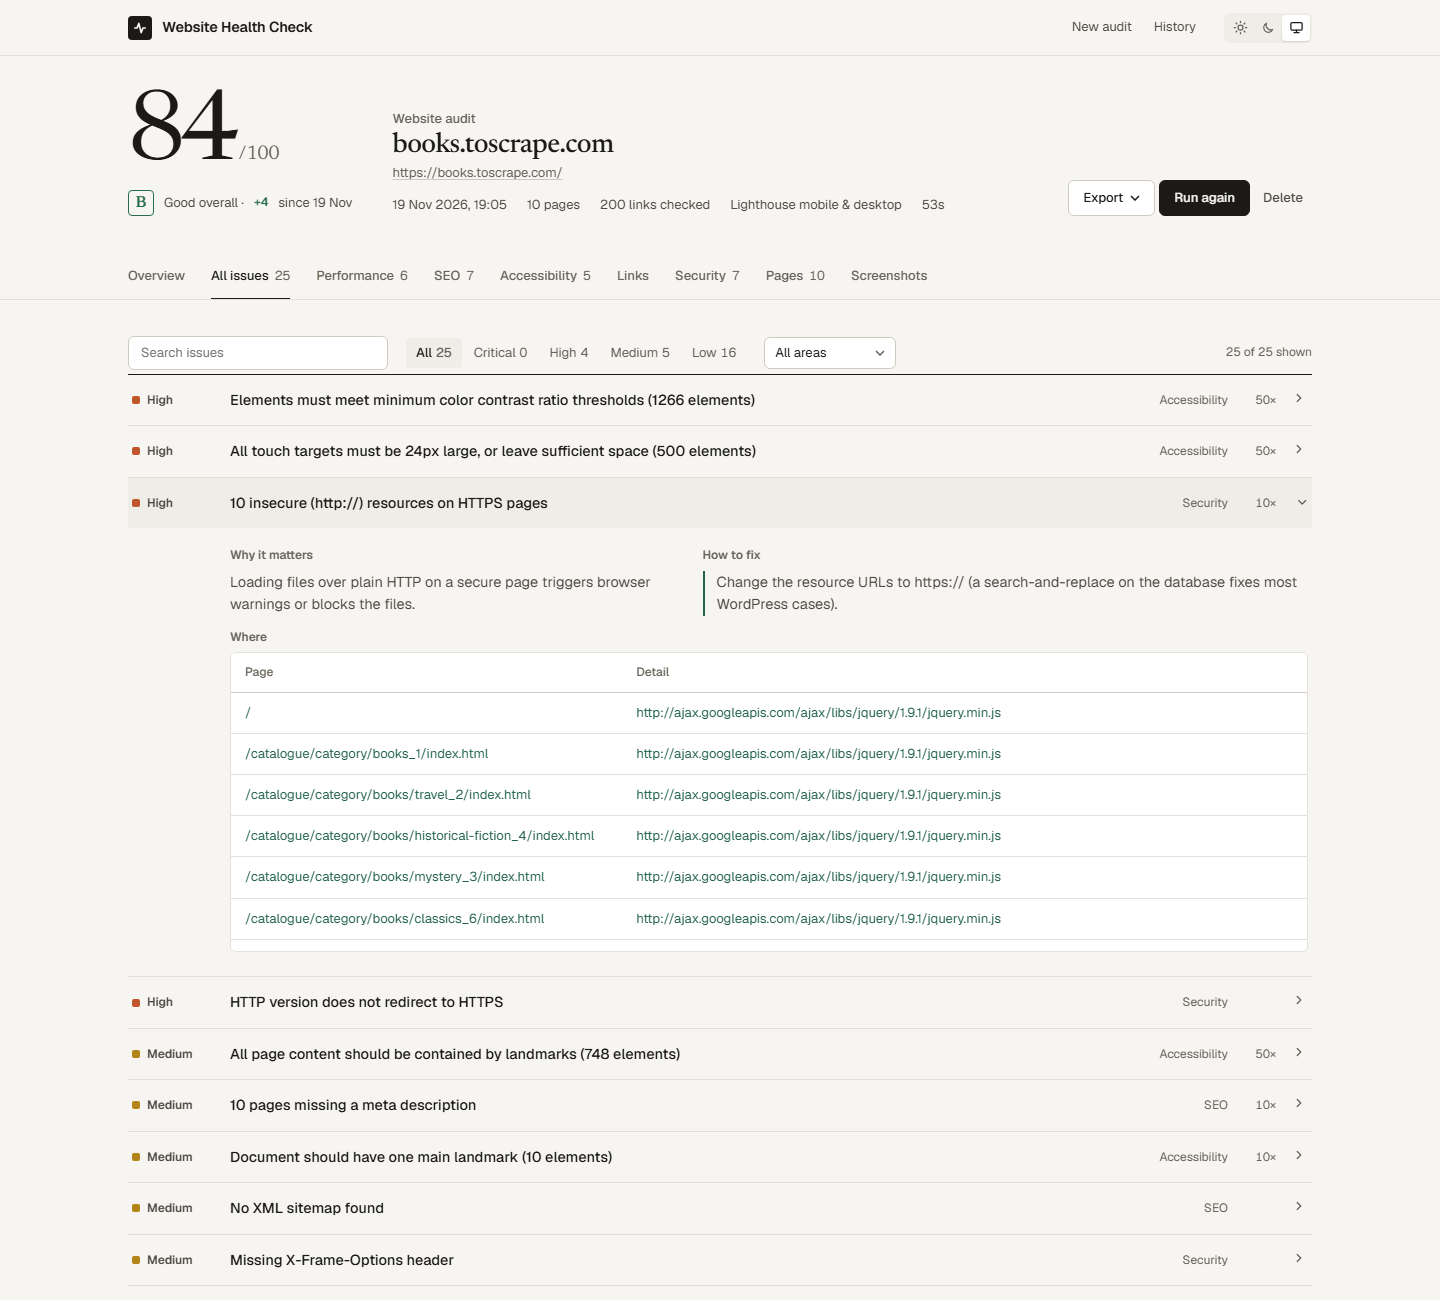 Website Health Check
New audit History
84/100
Website audit
books.toscrape.com
https://books.toscrape.com/
B Good overall · +4 since 19 Nov
19 Nov 2026, 19:05 10 pages 200 links checked Lighthouse mobile & desktop 53s
Export Run again Delete
Overview All issues 25 Performance 6 SEO 7 Accessibility 5 Links Security 7 Pages 10 Screenshots
Search issues All 25 Critical 0 High 4 Medium 5 Low 16 All areas 25 of 25 shown
High Elements must meet minimum color contrast ratio thresholds (1266 elements) Accessibility 50×
High All touch targets must be 24px large, or leave sufficient space (500 elements) Accessibility 50×
High 10 insecure (http://) resources on HTTPS pages Security 10×
Why it matters
Loading files over plain HTTP on a secure page triggers browser
warnings or blocks the files.
How to fix
Change the resource URLs to https:// (a search-and-replace on the database fixes most
WordPress cases).
Where
Page Detail
/ http://ajax.googleapis.com/ajax/libs/jquery/1.9.1/jquery.min.js
/catalogue/category/books_1/index.html http://ajax.googleapis.com/ajax/libs/jquery/1.9.1/jquery.min.js
/catalogue/category/books/travel_2/index.html http://ajax.googleapis.com/ajax/libs/jquery/1.9.1/jquery.min.js
/catalogue/category/books/historical-fiction_4/index.html http://ajax.googleapis.com/ajax/libs/jquery/1.9.1/jquery.min.js
/catalogue/category/books/mystery_3/index.html http://ajax.googleapis.com/ajax/libs/jquery/1.9.1/jquery.min.js
/catalogue/category/books/classics_6/index.html http://ajax.googleapis.com/ajax/libs/jquery/1.9.1/jquery.min.js
High HTTP version does not redirect to HTTPS Security
Medium All page content should be contained by landmarks (748 elements) Accessibility 50×
Medium 10 pages missing a meta description SEO 10×
Medium Document should have one main landmark (10 elements) Accessibility 10×
Medium No XML sitemap found SEO
Medium Missing X-Frame-Options header Security